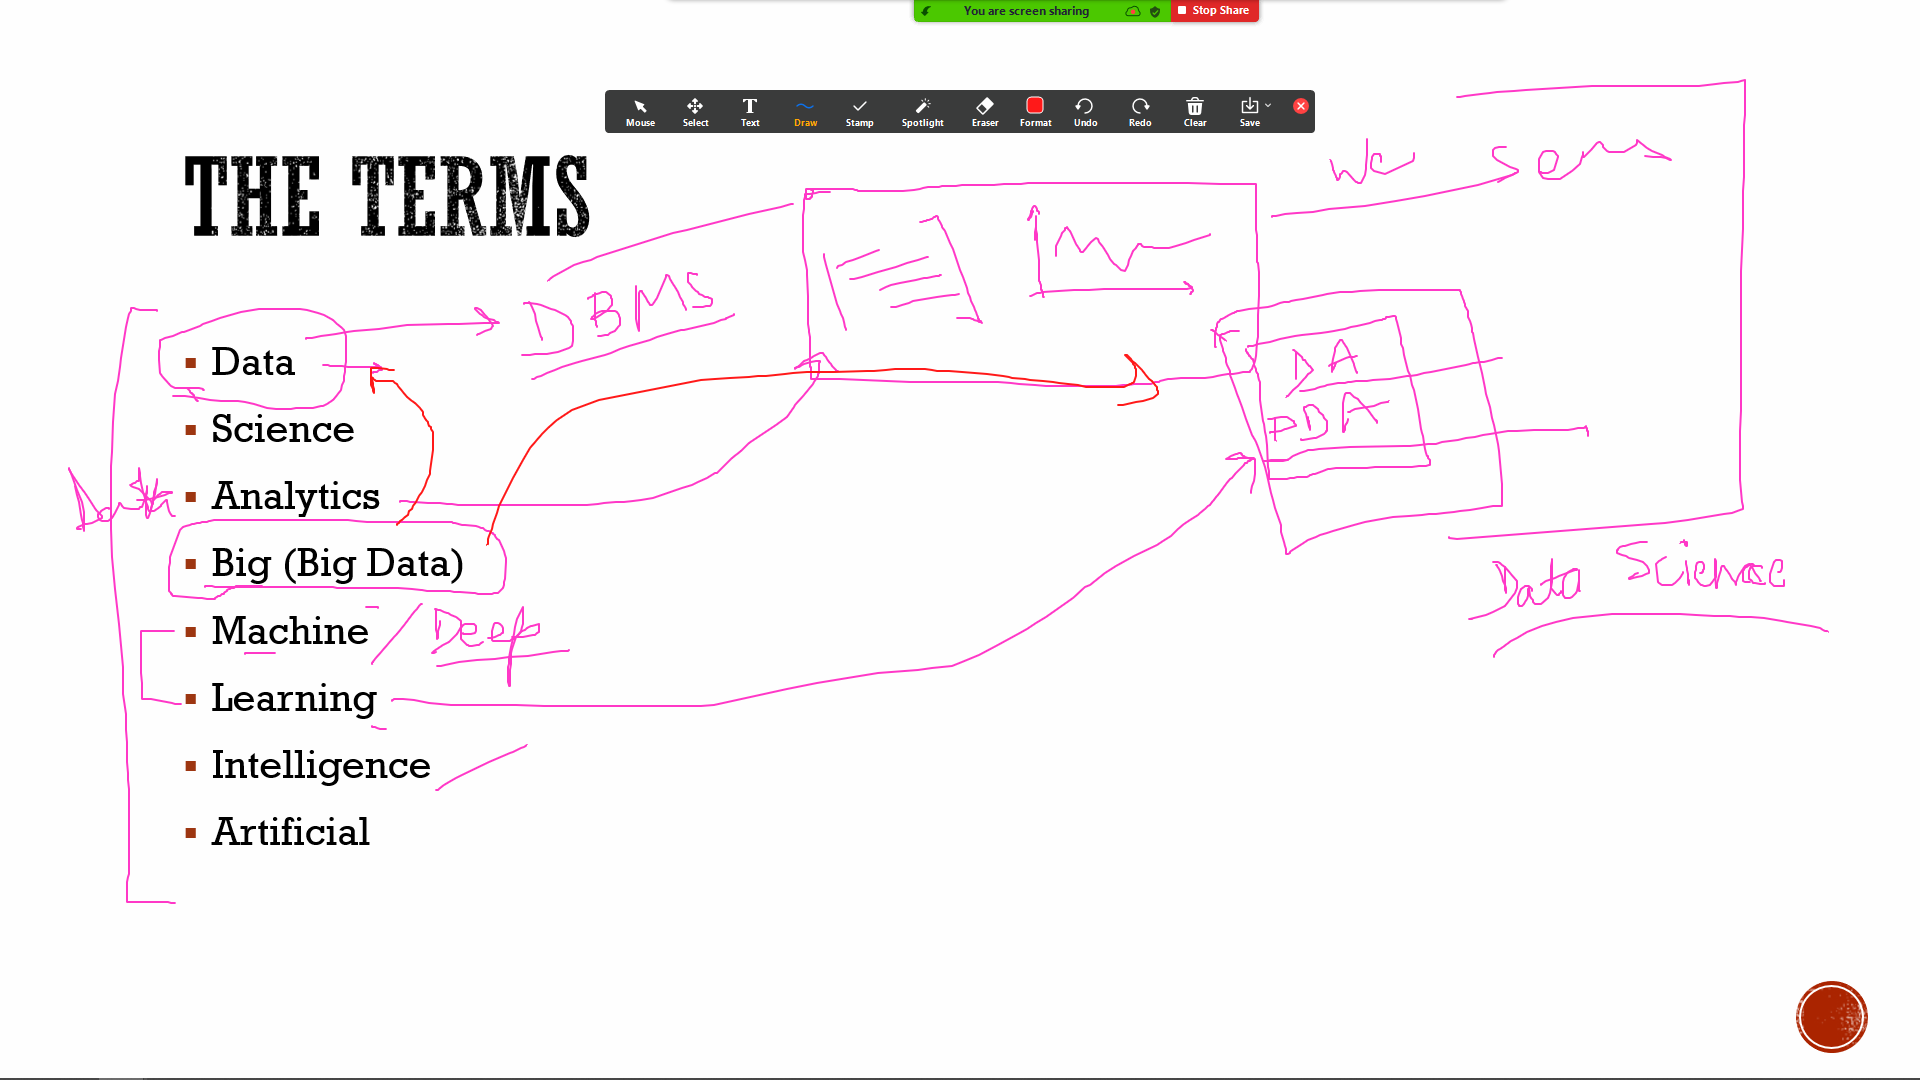 You are screen sharing Stop Share
Mouse Select Text Draw Stamp Spotlight Eraser Format Undo Redo Clear Save
THE TERMS
DBMS
Data
DA
Science
PDA
Analytics
Big (Big Data)
Data Science
Machine / Deep
Learning
Intelligence
Artificial